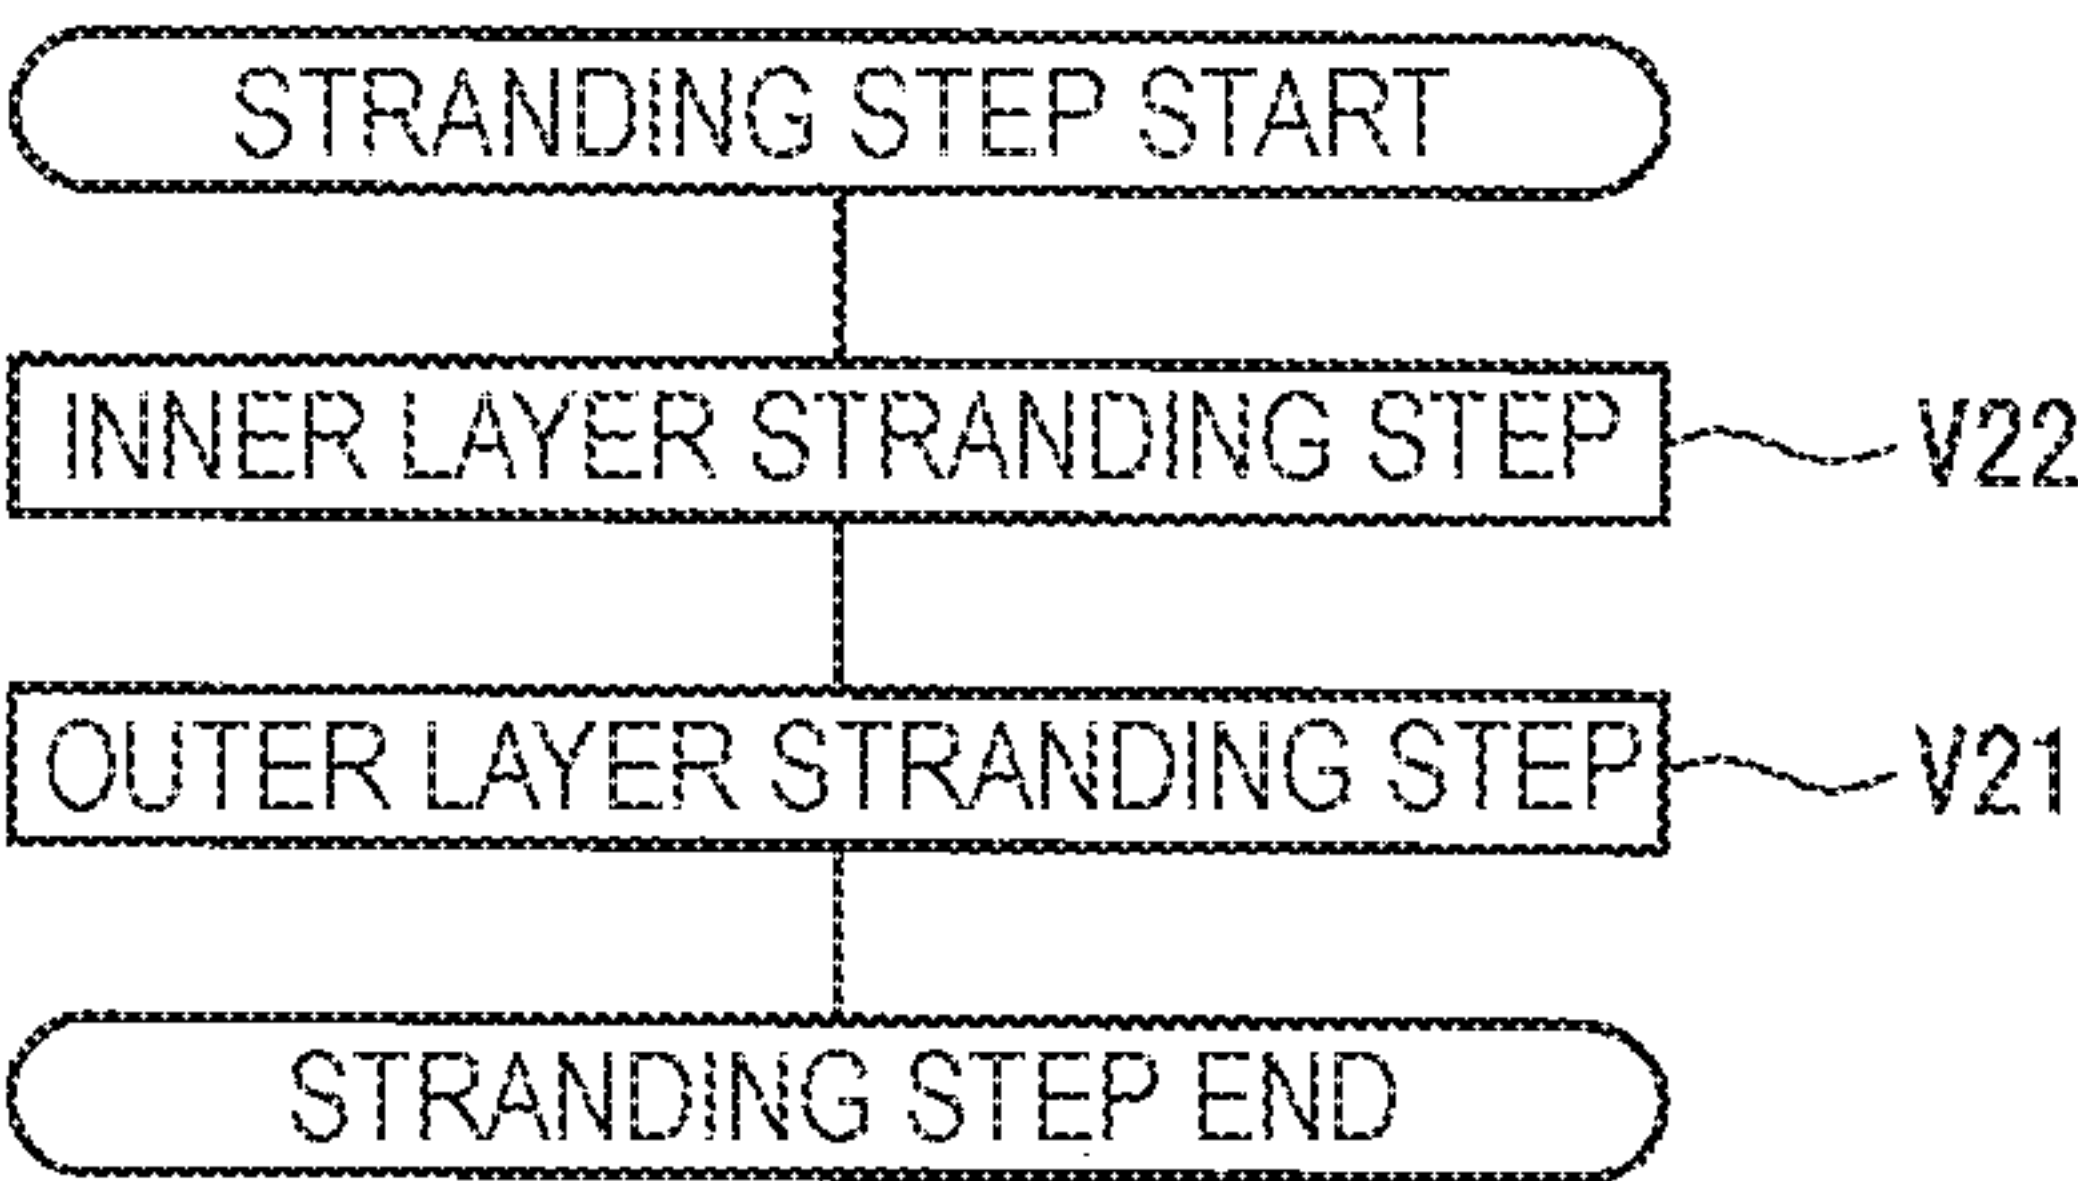 STRANDING STEP START
INNER LAYER STRANDING STEP
V22
OUTER LAYER STRANDING STEP
V21
STRANDING STEP END